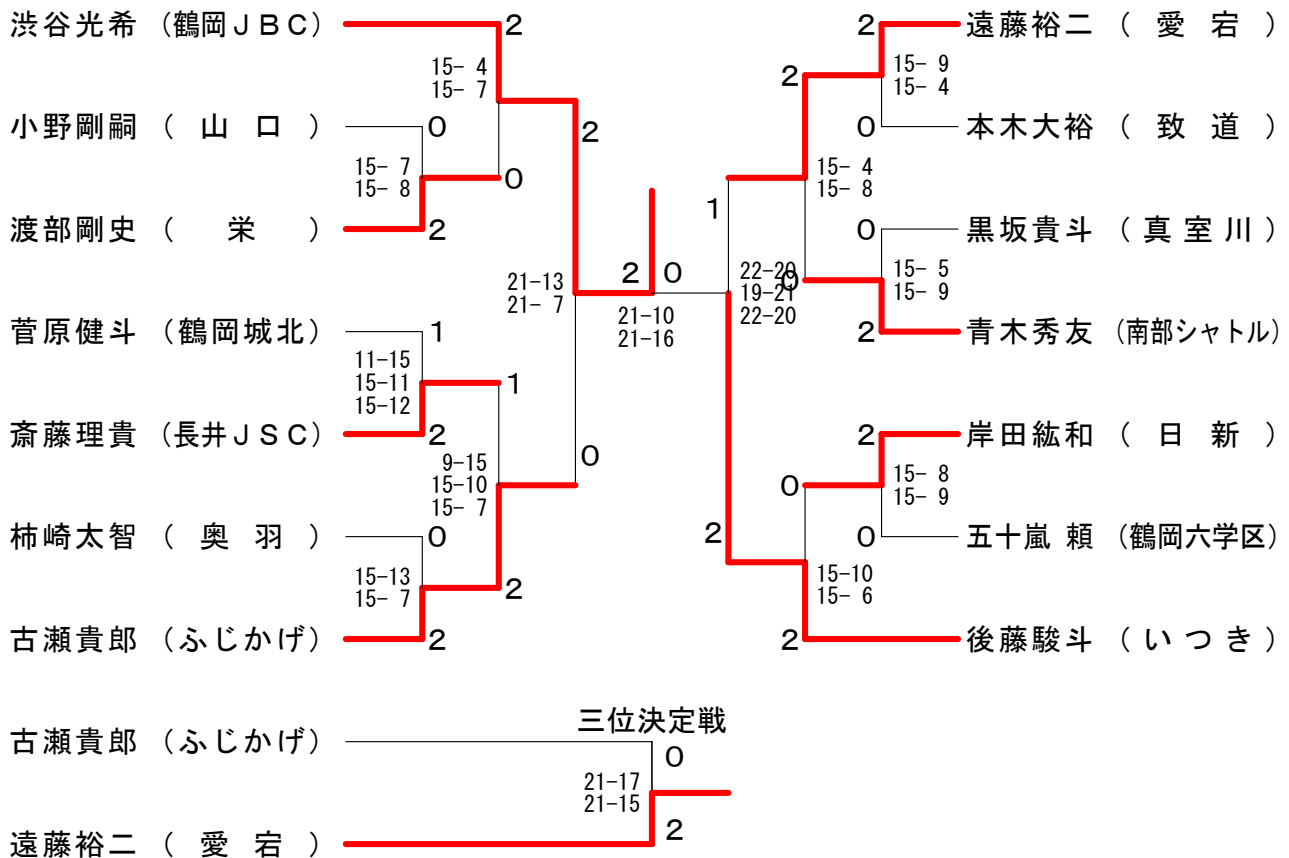 渋谷光希 (鶴岡ＪＢＣ) 2
15- 4
15- 7
小野剛嗣 ( 山 口 ) 0
15- 7
15- 8
0
渡部剛史 ( 栄 ) 2
2
21-13
21- 7
菅原健斗 (鶴岡城北) 1
11-15
15-11
15-12
1
斎藤理貴 (長井ＪＳＣ) 2
9-15
15-10
15- 7
0
柿崎太智 ( 奥 羽 ) 0
15-13
15- 7
2
古瀬貴郎 (ふじかげ) 2
2 0
21-10
21-16
2 遠藤裕二 ( 愛 宕 )
2
15- 9
15- 4
0 本木大裕 ( 致 道 )
15- 4
15- 8
1
0 黒坂貴斗 ( 真 室 川 )
22-20
19-21
22-20
0
15- 5
15- 9
2 青木秀友 (南部シャトル)
2 岸田紘和 ( 日 新 )
0
15- 8
15- 9
2
0 五十嵐 頼 (鶴岡六学区)
15-10
15- 6
2 後藤駿斗 ( い つ き )
三位決定戦
古瀬貴郎 (ふじかげ) 0
21-17
21-15
遠藤裕二 ( 愛 宕 ) 2